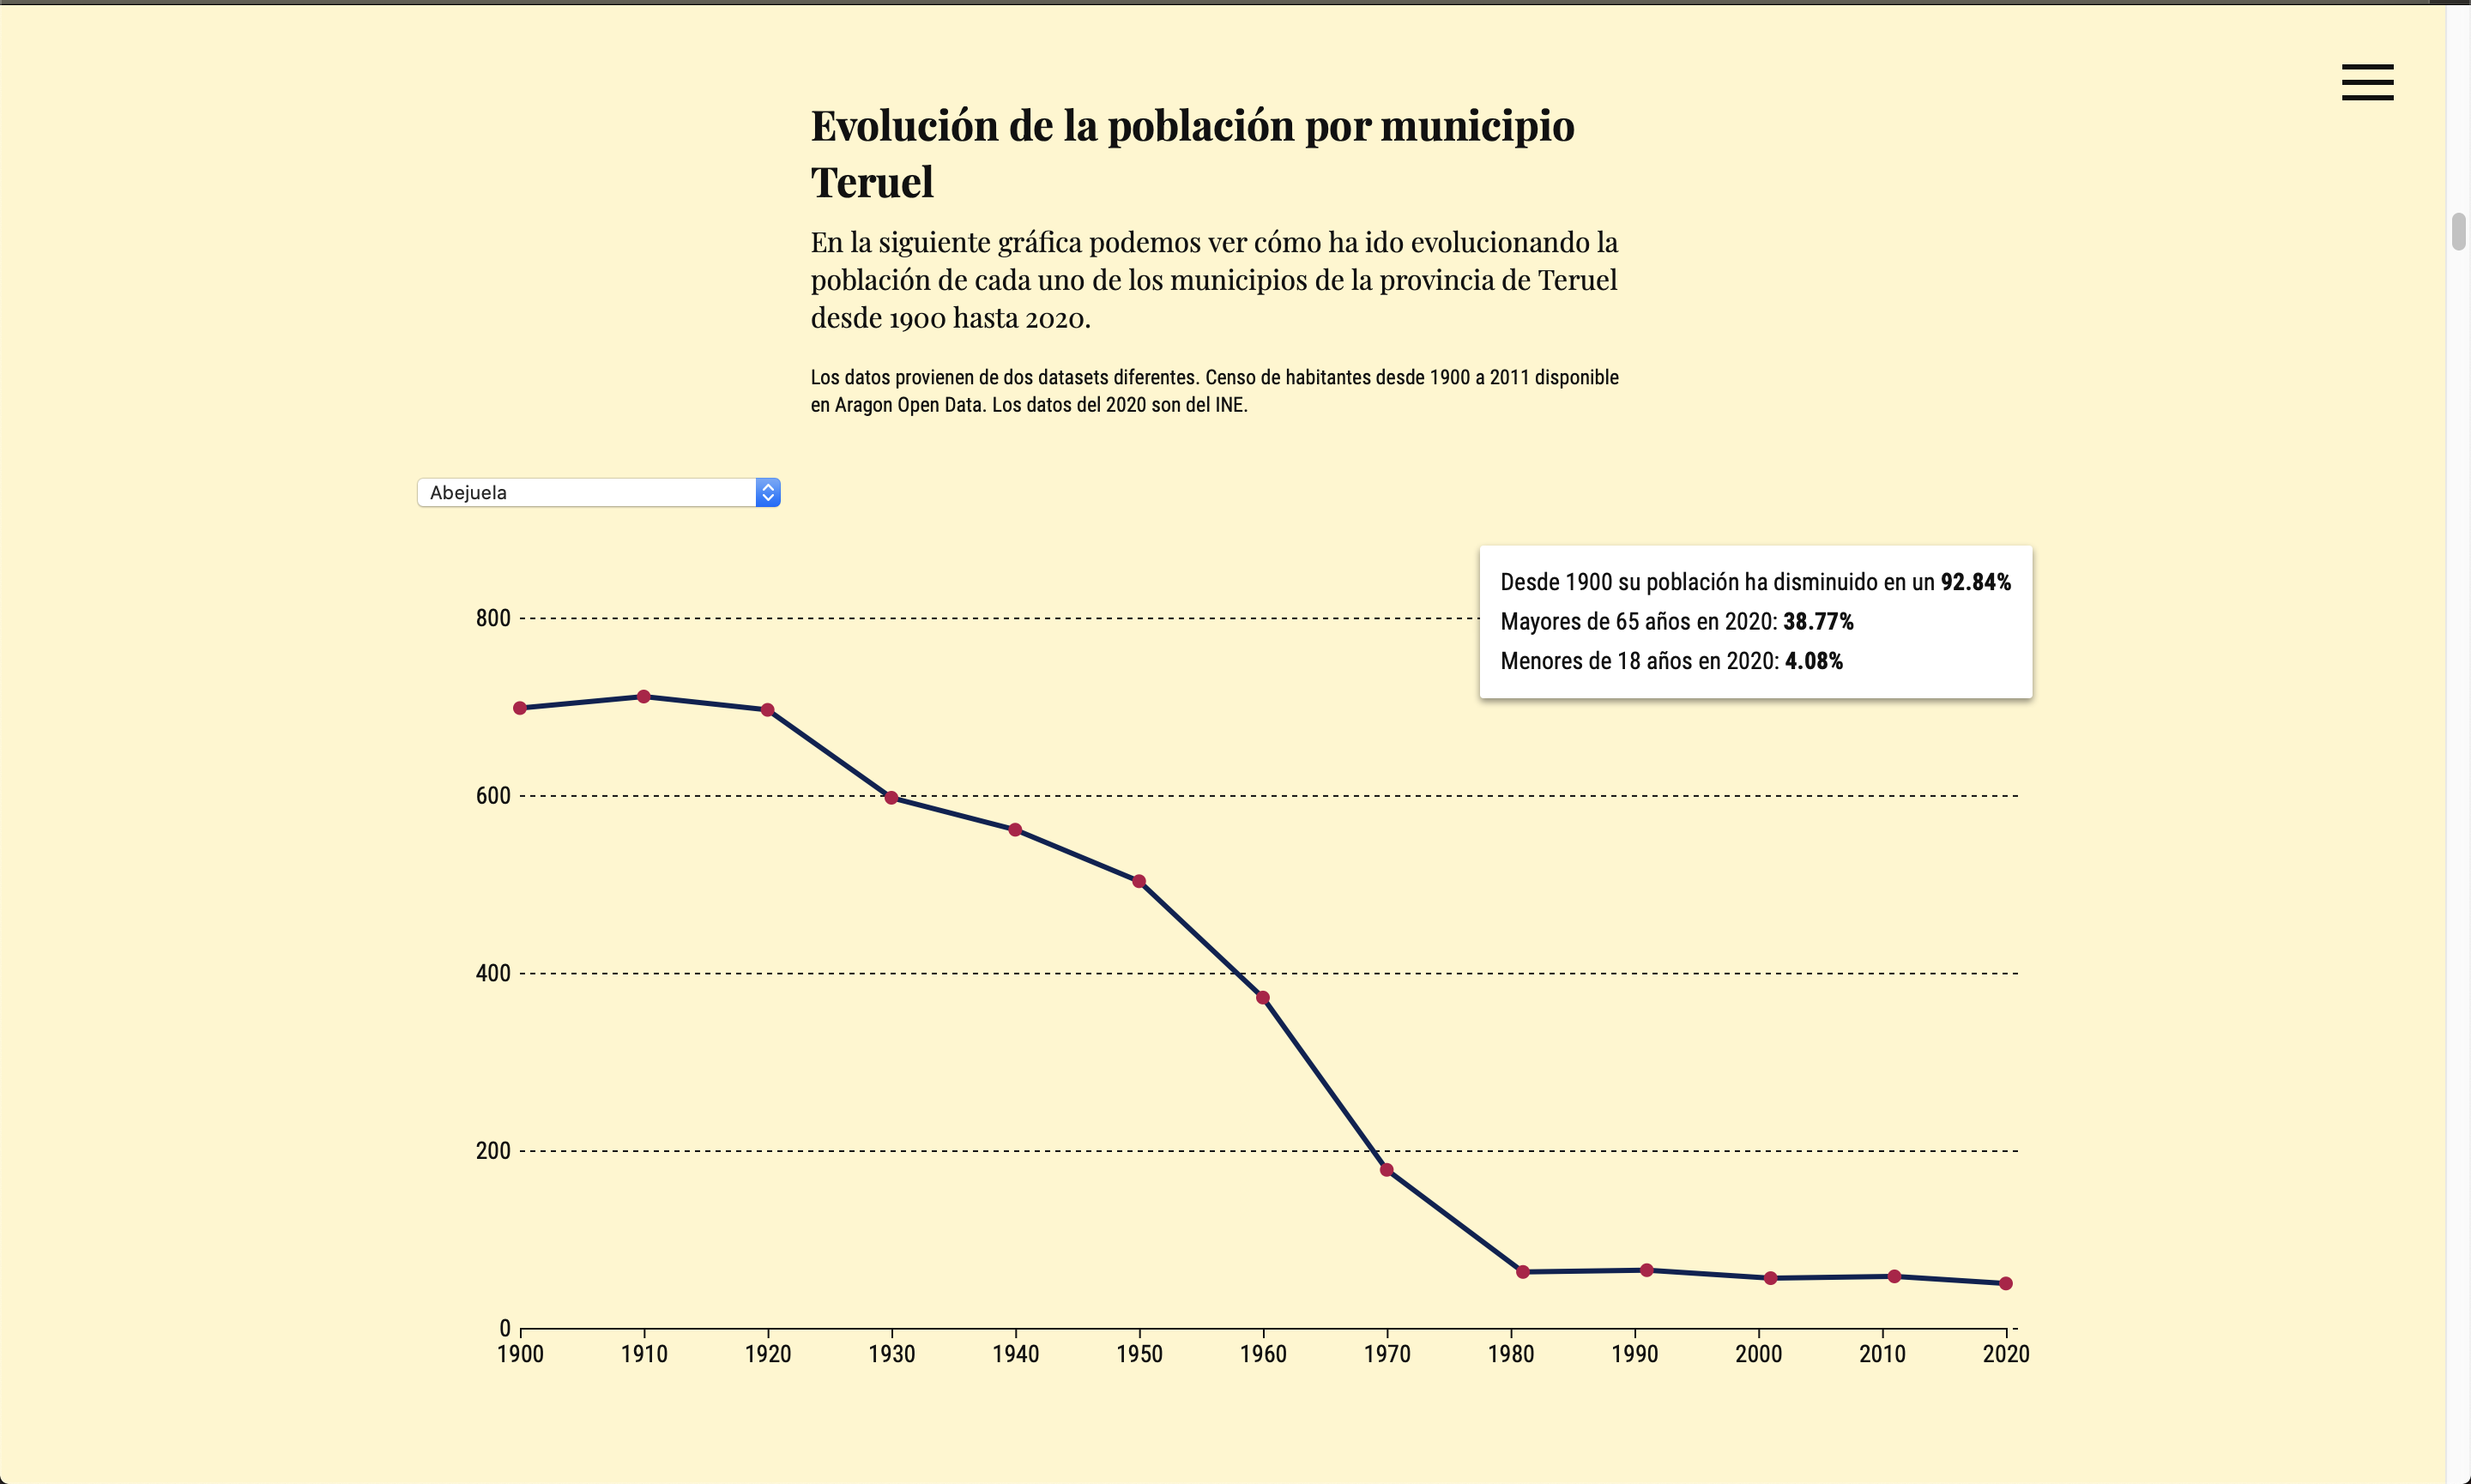 Evolución de la población por municipio
Teruel
En la siguiente gráfica podemos ver cómo ha ido evolucionando la
población de cada uno de los municipios de la provincia de Teruel
desde 1900 hasta 2020.
Los datos provienen de dos datasets diferentes. Censo de habitantes desde 1900 a 2011 disponible
en Aragon Open Data. Los datos del 2020 son del INE.
Abejuela
Desde 1900 su población ha disminuido en un 92.84%
Mayores de 65 años en 2020: 38.77%
Menores de 18 años en 2020: 4.08%
800
600
400
200
0
1900 1910 1920 1930 1940 1950 1960 1970 1980 1990 2000 2010 2020